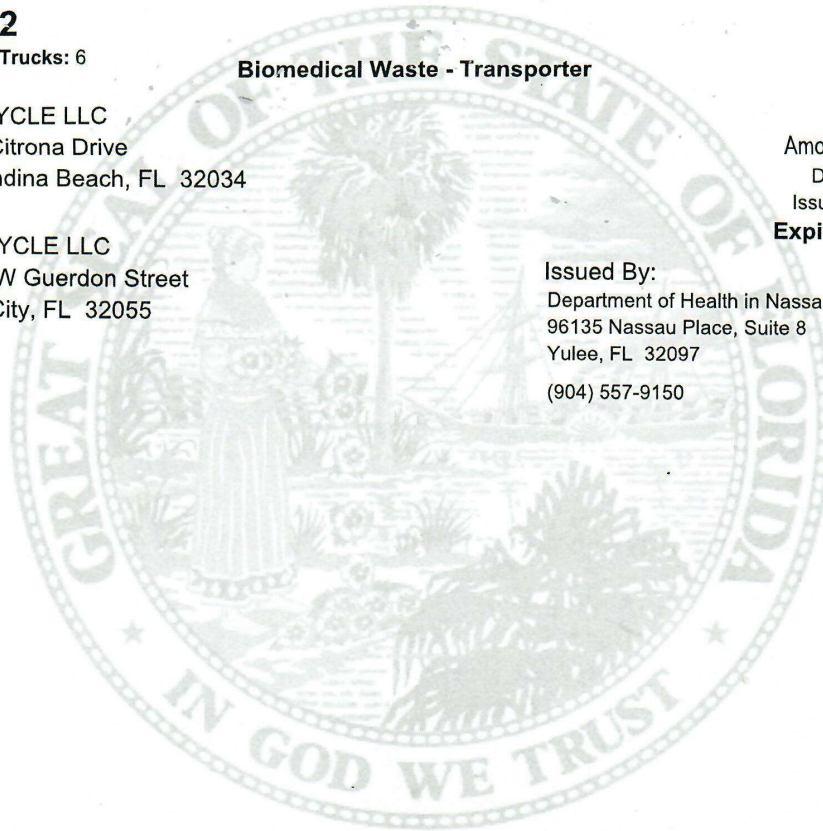 2
Trucks: 6
Biomedical Waste - Transporter
YCLE LLC
Citrona Drive
ndina Beach, FL 32034
Amo
D
Issu
Expi
YCLE LLC
W Guerdon Street
City, FL 32055
Issued By:
Department of Health in Nassa
96135 Nassau Place, Suite 8
Yulee, FL 32097
(904) 557-9150
GREAT SEAL OF THE STATE OF FLORIDA
IN GOD WE TRUST